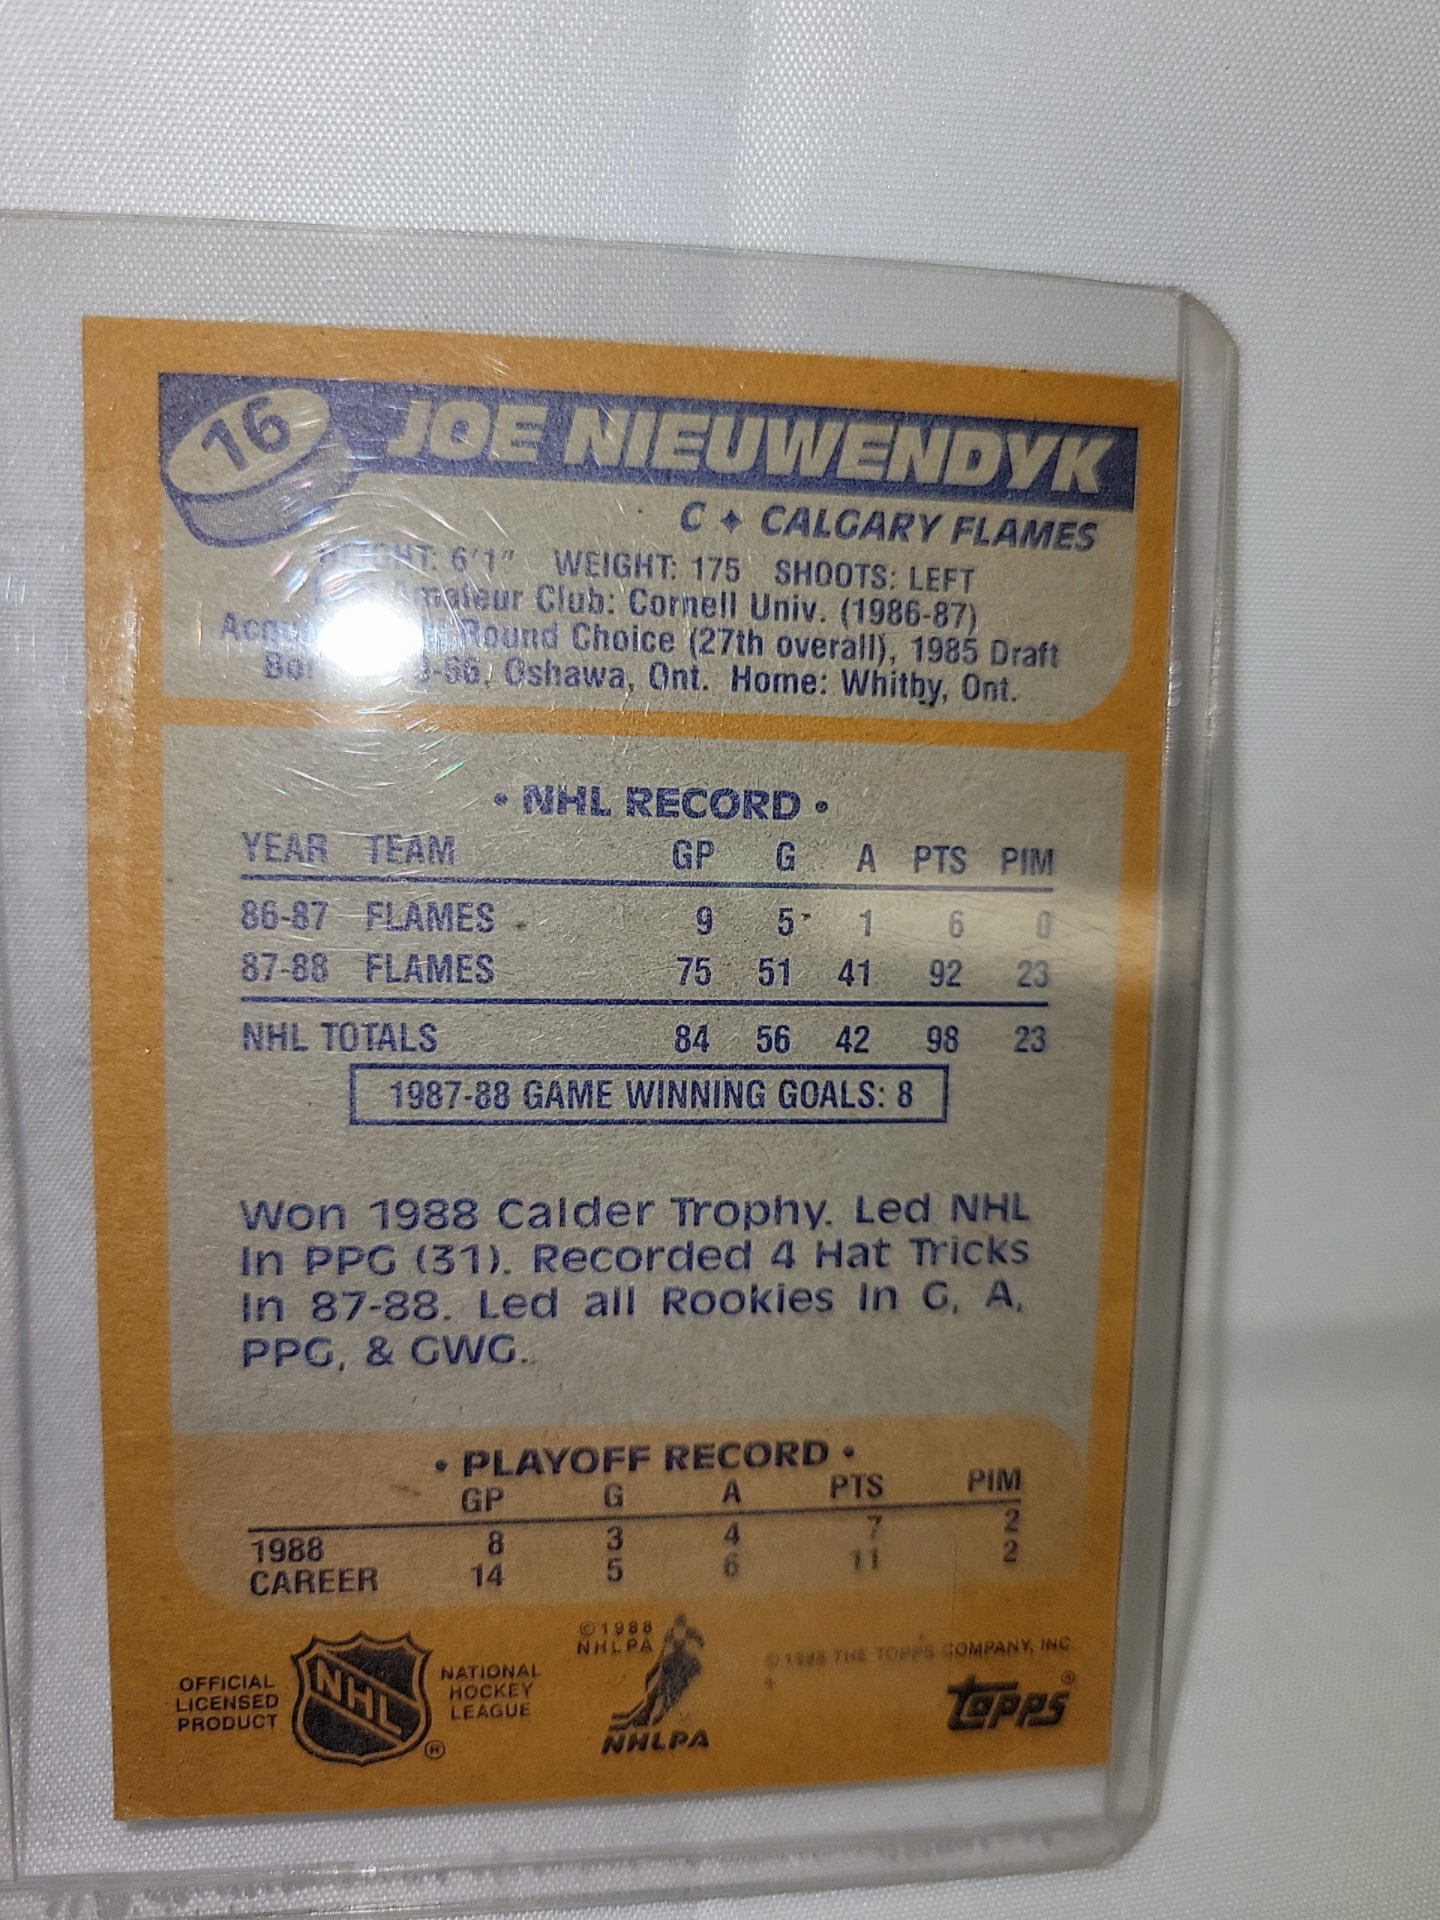 16
JOE NIEUWENDYK
C ✦ CALGARY FLAMES
HEIGHT: 6'1" WEIGHT: 175 SHOOTS: LEFT
Amateur Club: Cornell Univ. (1986-87)
Round Choice (27th overall), 1985 Draft
Oshawa, Ont. Home: Whitby, Ont.
• NHL RECORD •
YEAR TEAM GP G A PTS PIM
86-87 FLAMES 9 5 1 6 0
87-88 FLAMES 75 51 41 92 23
NHL TOTALS 84 56 42 98 23
1987-88 GAME WINNING GOALS: 8
Won 1988 Calder Trophy. Led NHL
In PPG (31). Recorded 4 Hat Tricks
In 87-88. Led all Rookies In G, A,
PPG, & GWG.
• PLAYOFF RECORD •
GP G A PTS PIM
1988 8 3 4 7 2
CAREER 14 5 6 11 2
OFFICIAL
LICENSED
PRODUCT
NHL
®
NATIONAL
HOCKEY
LEAGUE
©1988
NHLPA
NHLPA
© 1988 THE TOPPS COMPANY, INC.
topps®